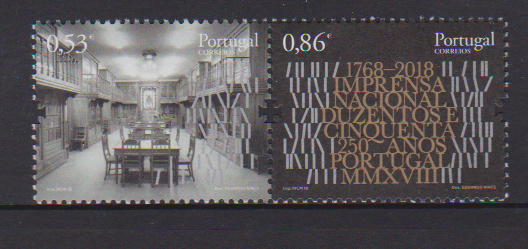 0,53€
Portugal
CORREIOS
0,86€
Portugal
CORREIOS
1768–2018
IMPRENSA
NACIONAL
DUZENTOS E
CINQUENTA
250–ANOS
PORTUGAL
MMXVIII